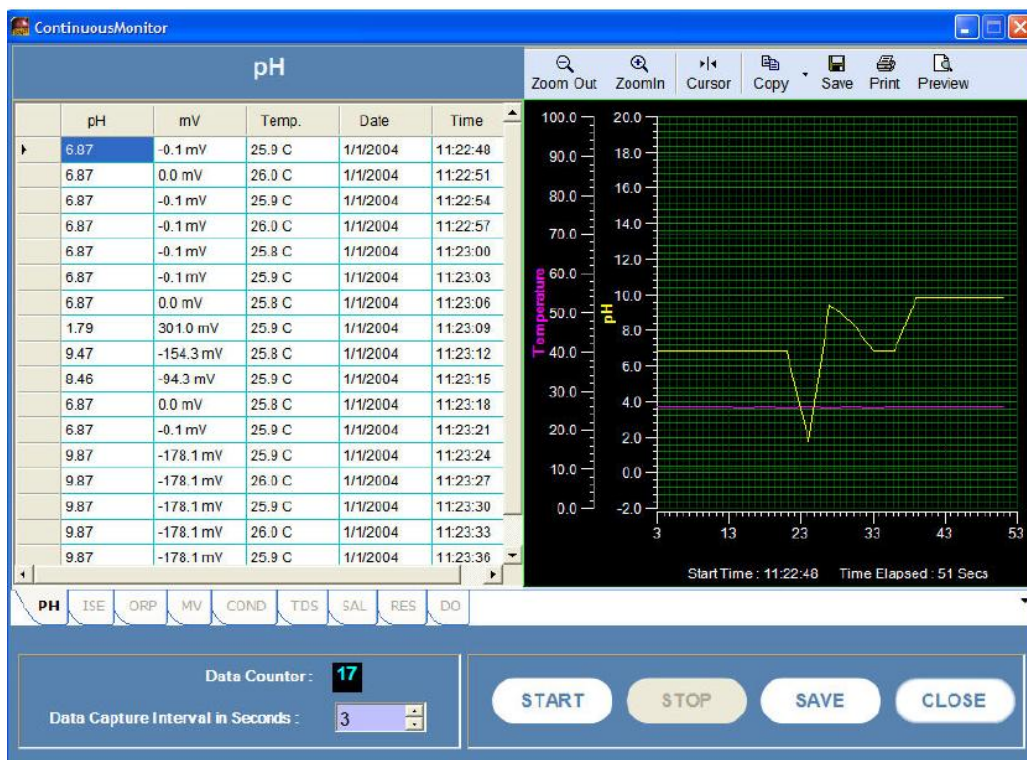 ContinuousMonitor
pH
Zoom Out ZoomIn Cursor Copy Save Print Preview
pH mV Temp. Date Time
6.87 -0.1 mV 25.9 C 1/1/2004 11:22:48
6.87 0.0 mV 26.0 C 1/1/2004 11:22:51
6.87 -0.1 mV 25.9 C 1/1/2004 11:22:54
6.87 -0.1 mV 26.0 C 1/1/2004 11:22:57
6.87 -0.1 mV 25.8 C 1/1/2004 11:23:00
6.87 -0.1 mV 25.9 C 1/1/2004 11:23:03
6.87 0.0 mV 25.8 C 1/1/2004 11:23:06
1.79 301.0 mV 25.9 C 1/1/2004 11:23:09
9.47 -154.3 mV 25.8 C 1/1/2004 11:23:12
8.46 -94.3 mV 25.9 C 1/1/2004 11:23:15
6.87 0.0 mV 25.8 C 1/1/2004 11:23:18
6.87 -0.1 mV 25.9 C 1/1/2004 11:23:21
9.87 -178.1 mV 25.9 C 1/1/2004 11:23:24
9.87 -178.1 mV 26.0 C 1/1/2004 11:23:27
9.87 -178.1 mV 25.9 C 1/1/2004 11:23:30
9.87 -178.1 mV 26.0 C 1/1/2004 11:23:33
9.87 -178.1 mV 25.9 C 1/1/2004 11:23:36
Temperature
100.0
90.0
80.0
70.0
60.0
50.0
40.0
30.0
20.0
10.0
0.0
pH
20.0
18.0
16.0
14.0
12.0
10.0
8.0
6.0
4.0
2.0
0.0
-2.0
3 13 23 33 43 53
Start Time : 11:22:48 Time Elapsed : 51 Secs
PH ISE ORP MV COND TDS SAL RES DO
Data Counter : 17
Data Capture Interval in Seconds : 3
START STOP SAVE CLOSE